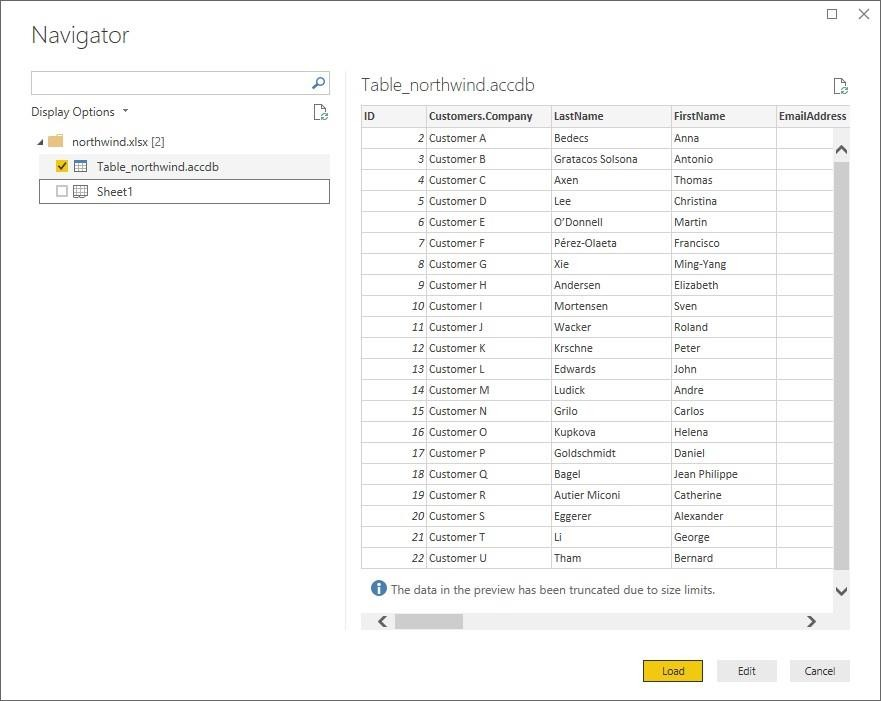 Navigator
Display Options
northwind.xlsx [2]
Table_northwind.accdb
Sheet1
Table_northwind.accdb
ID Customers.Company LastName FirstName EmailAddress
2 Customer A Bedecs Anna
3 Customer B Gratacos Solsona Antonio
4 Customer C Axen Thomas
5 Customer D Lee Christina
6 Customer E O’Donnell Martin
7 Customer F Pérez-Olaeta Francisco
8 Customer G Xie Ming-Yang
9 Customer H Andersen Elizabeth
10 Customer I Mortensen Sven
11 Customer J Wacker Roland
12 Customer K Krschne Peter
13 Customer L Edwards John
14 Customer M Ludick Andre
15 Customer N Grilo Carlos
16 Customer O Kupkova Helena
17 Customer P Goldschmidt Daniel
18 Customer Q Bagel Jean Philippe
19 Customer R Autier Miconi Catherine
20 Customer S Eggerer Alexander
21 Customer T Li George
22 Customer U Tham Bernard
The data in the preview has been truncated due to size limits.
Load Edit Cancel